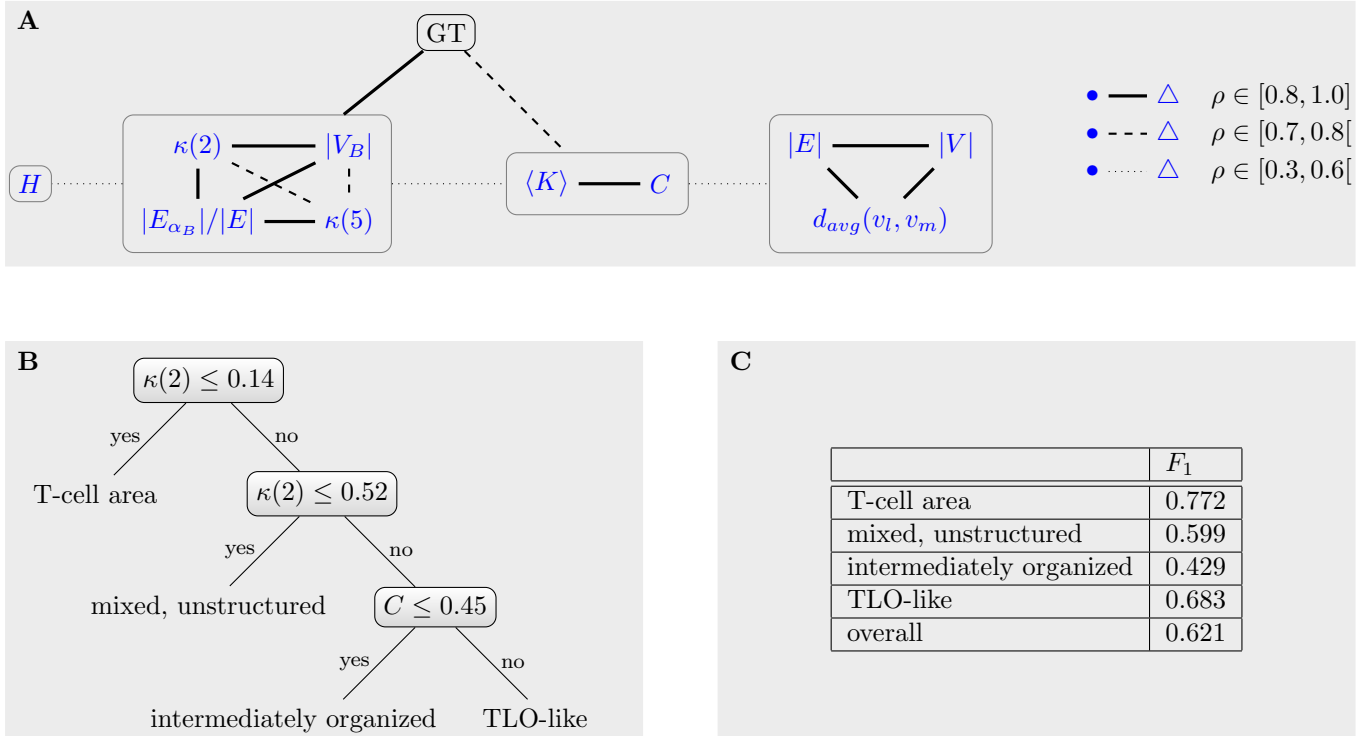 A
GT
κ(2) |V_B|
|E_{α_B}|/|E| κ(5)
H
⟨K⟩ C
|E| |V|
d_{avg}(v_l, v_m)
● △ ρ ∈ [0.8, 1.0]
● △ ρ ∈ [0.7, 0.8[
● △ ρ ∈ [0.3, 0.6[
B
κ(2) ≤ 0.14
yes no
T-cell area
κ(2) ≤ 0.52
yes no
mixed, unstructured
C ≤ 0.45
yes no
intermediately organized TLO-like
C
F_1
T-cell area 0.772
mixed, unstructured 0.599
intermediately organized 0.429
TLO-like 0.683
overall 0.621